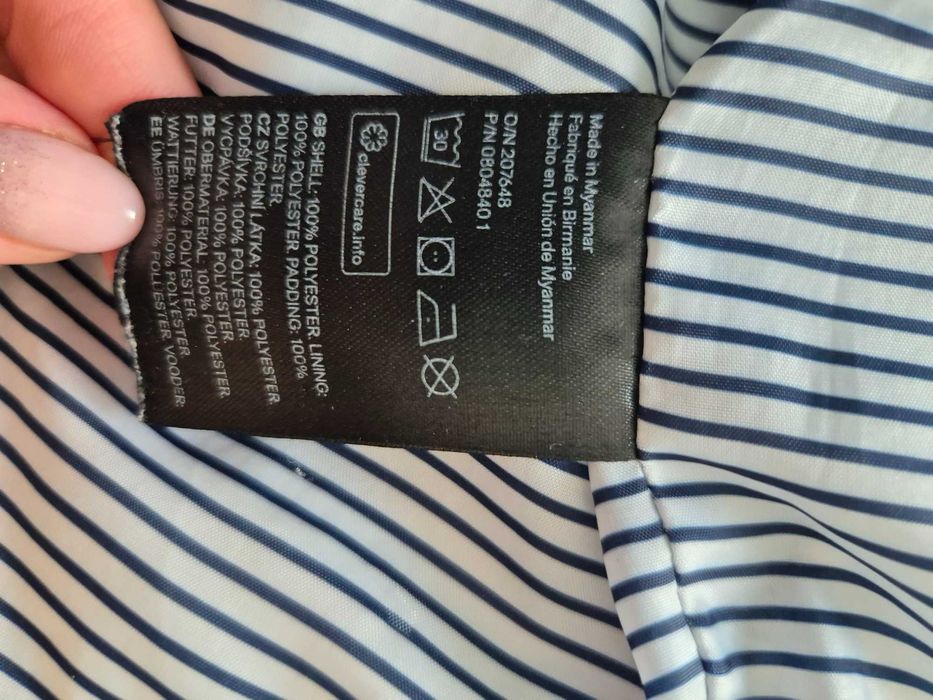 Made in Myanmar
Fabriqué en Birmanie
Hecho en Unión de Myanmar
O/N 207648
P/N 0804840 1
30
clevercare.info
GB SHELL: 100% POLYESTER. LINING:
100% POLYESTER. PADDING: 100%
POLYESTER.
CZ SVRCHNÍ LÁTKA: 100% POLYESTER.
PODŠÍVKA: 100% POLYESTER.
VYCPÁVKA: 100% POLYESTER.
DE OBERMATERIAL: 100% POLYESTER.
FUTTER: 100% POLYESTER.
WATTIERUNG: 100% POLYESTER.
EE ÜMBRIS: 100% POLÜESTER. VOODER: